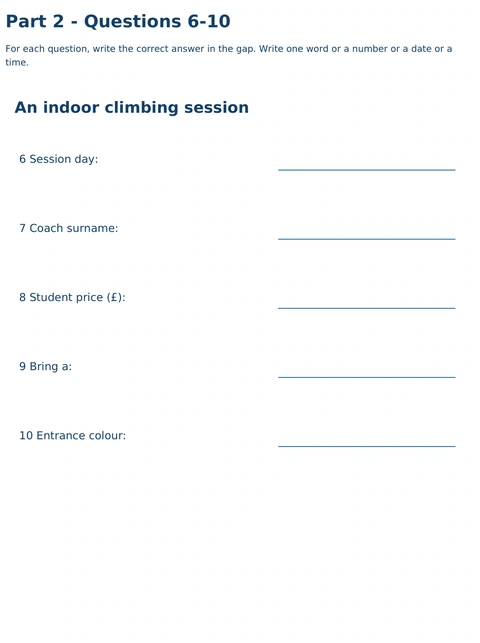 Part 2 - Questions 6-10
For each question, write the correct answer in the gap. Write one word or a number or a date or a
time.
An indoor climbing session
6 Session day:
7 Coach surname:
8 Student price (£):
9 Bring a:
10 Entrance colour: